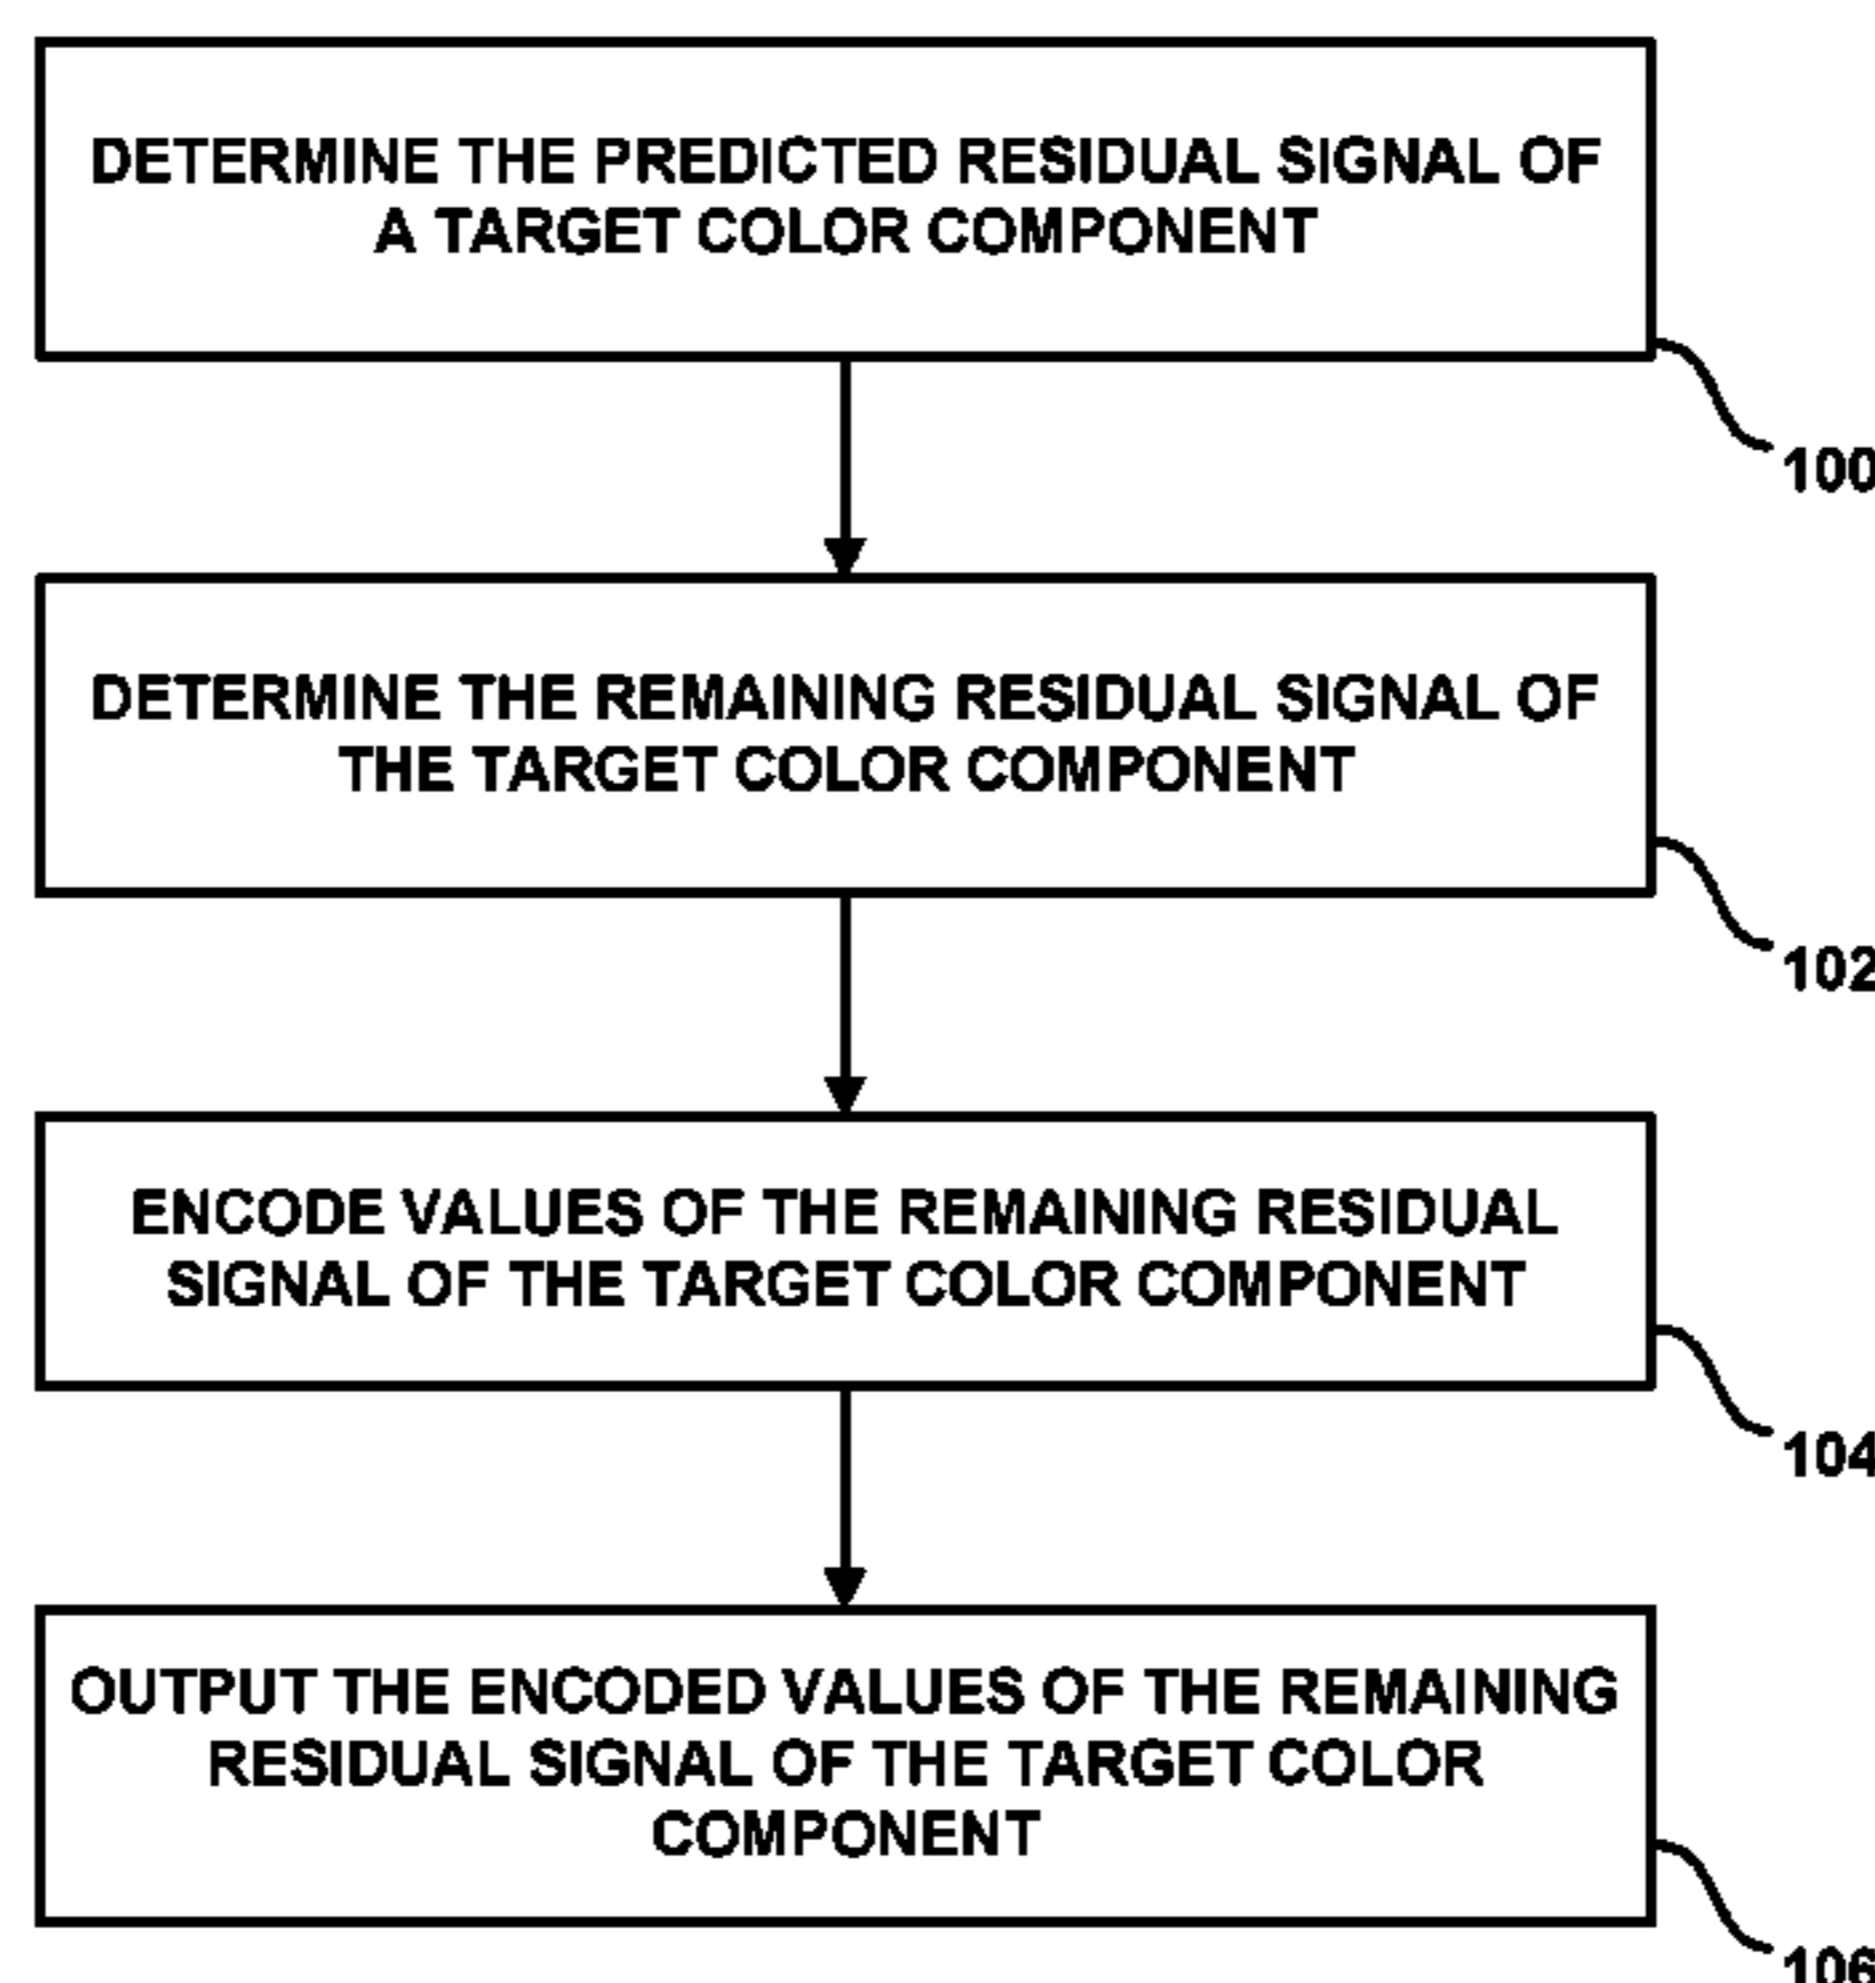 DETERMINE THE PREDICTED RESIDUAL SIGNAL OF
A TARGET COLOR COMPONENT
100
DETERMINE THE REMAINING RESIDUAL SIGNAL OF
THE TARGET COLOR COMPONENT
102
ENCODE VALUES OF THE REMAINING RESIDUAL
SIGNAL OF THE TARGET COLOR COMPONENT
104
OUTPUT THE ENCODED VALUES OF THE REMAINING
RESIDUAL SIGNAL OF THE TARGET COLOR
COMPONENT
106